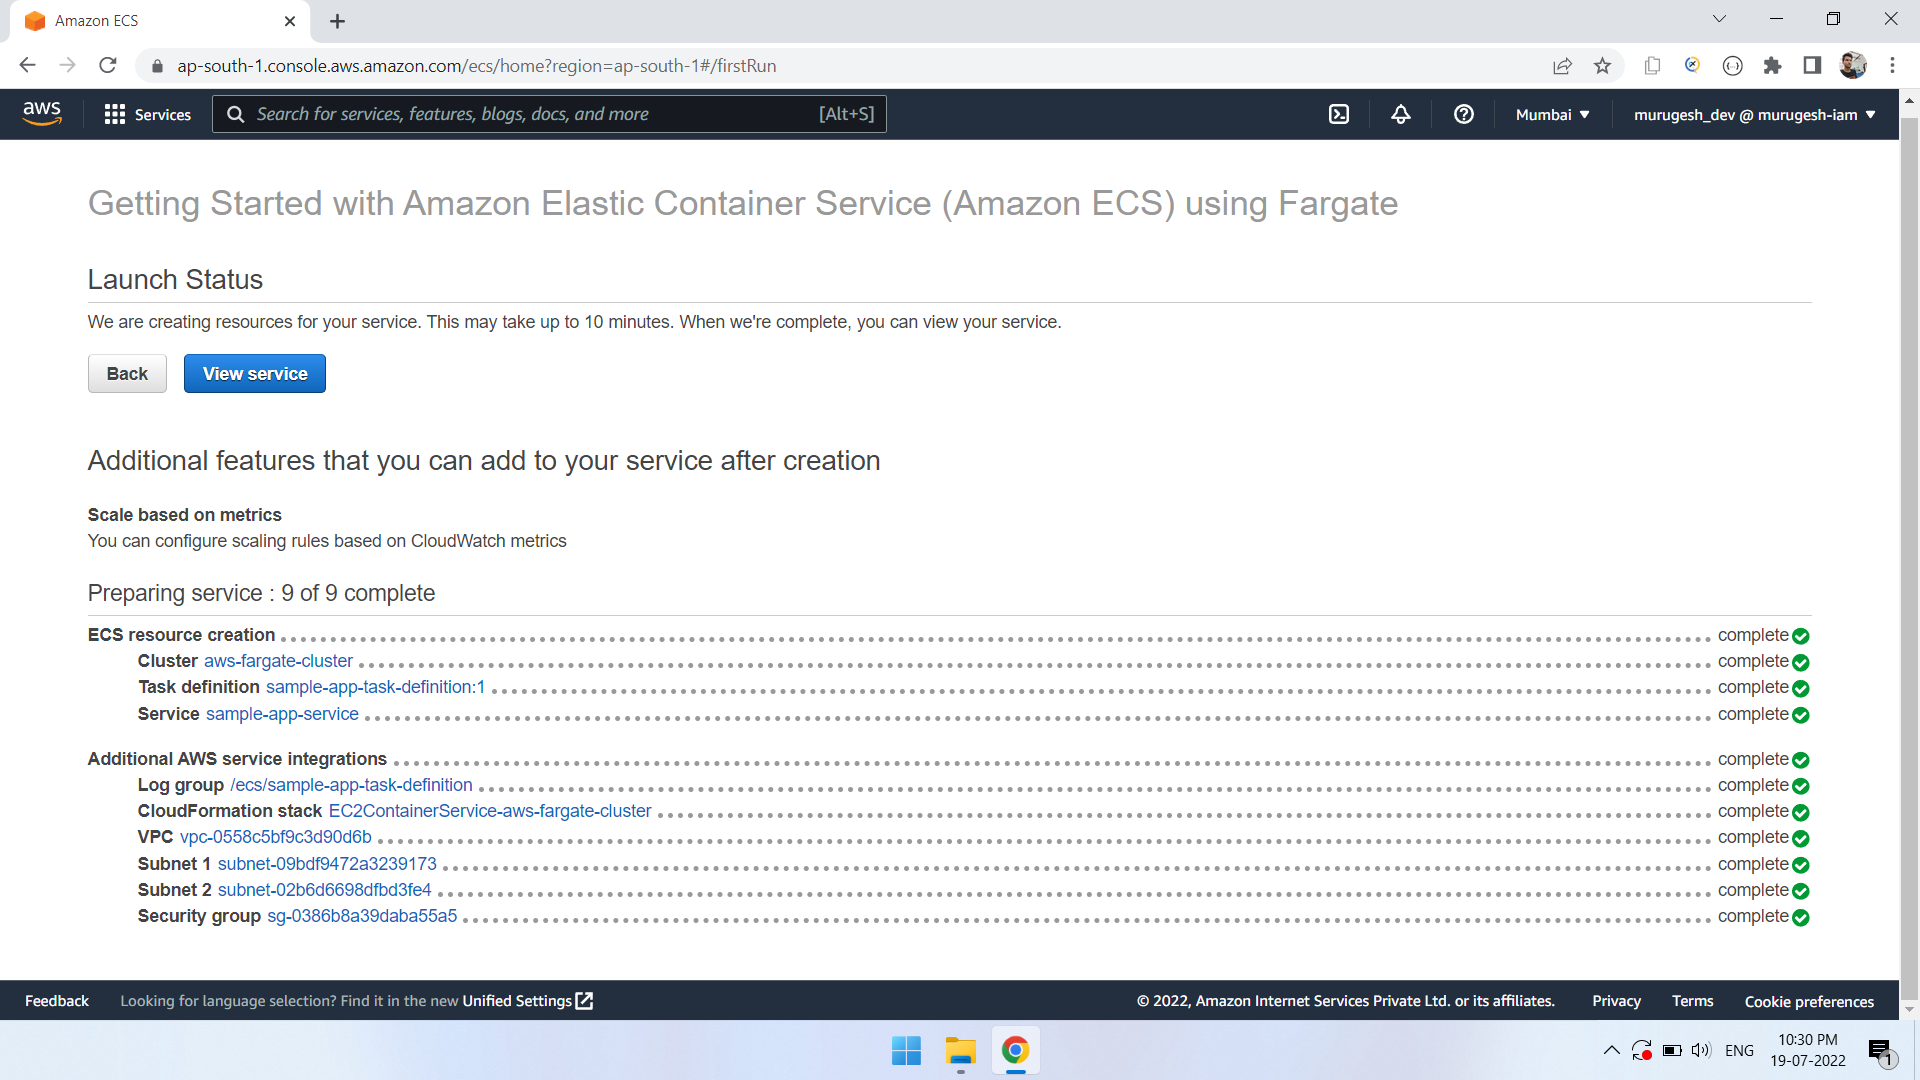 Amazon ECS
ap-south-1.console.aws.amazon.com/ecs/home?region=ap-south-1#/firstRun
aws
Services
Search for services, features, blogs, docs, and more
[Alt+S]
Mumbai
murugesh_dev @ murugesh-iam
Getting Started with Amazon Elastic Container Service (Amazon ECS) using Fargate
Launch Status
We are creating resources for your service. This may take up to 10 minutes. When we're complete, you can view your service.
Back
View service
Additional features that you can add to your service after creation
Scale based on metrics
You can configure scaling rules based on CloudWatch metrics
Preparing service : 9 of 9 complete
ECS resource creation complete
Cluster aws-fargate-cluster complete
Task definition sample-app-task-definition:1 complete
Service sample-app-service complete
Additional AWS service integrations complete
Log group /ecs/sample-app-task-definition complete
CloudFormation stack EC2ContainerService-aws-fargate-cluster complete
VPC vpc-0558c5bf9c3d90d6b complete
Subnet 1 subnet-09bdf9472a3239173 complete
Subnet 2 subnet-02b6d6698dfbd3fe4 complete
Security group sg-0386b8a39daba55a5 complete
Feedback
Looking for language selection? Find it in the new Unified Settings
© 2022, Amazon Internet Services Private Ltd. or its affiliates.
Privacy
Terms
Cookie preferences
ENG
10:30 PM
19-07-2022
1